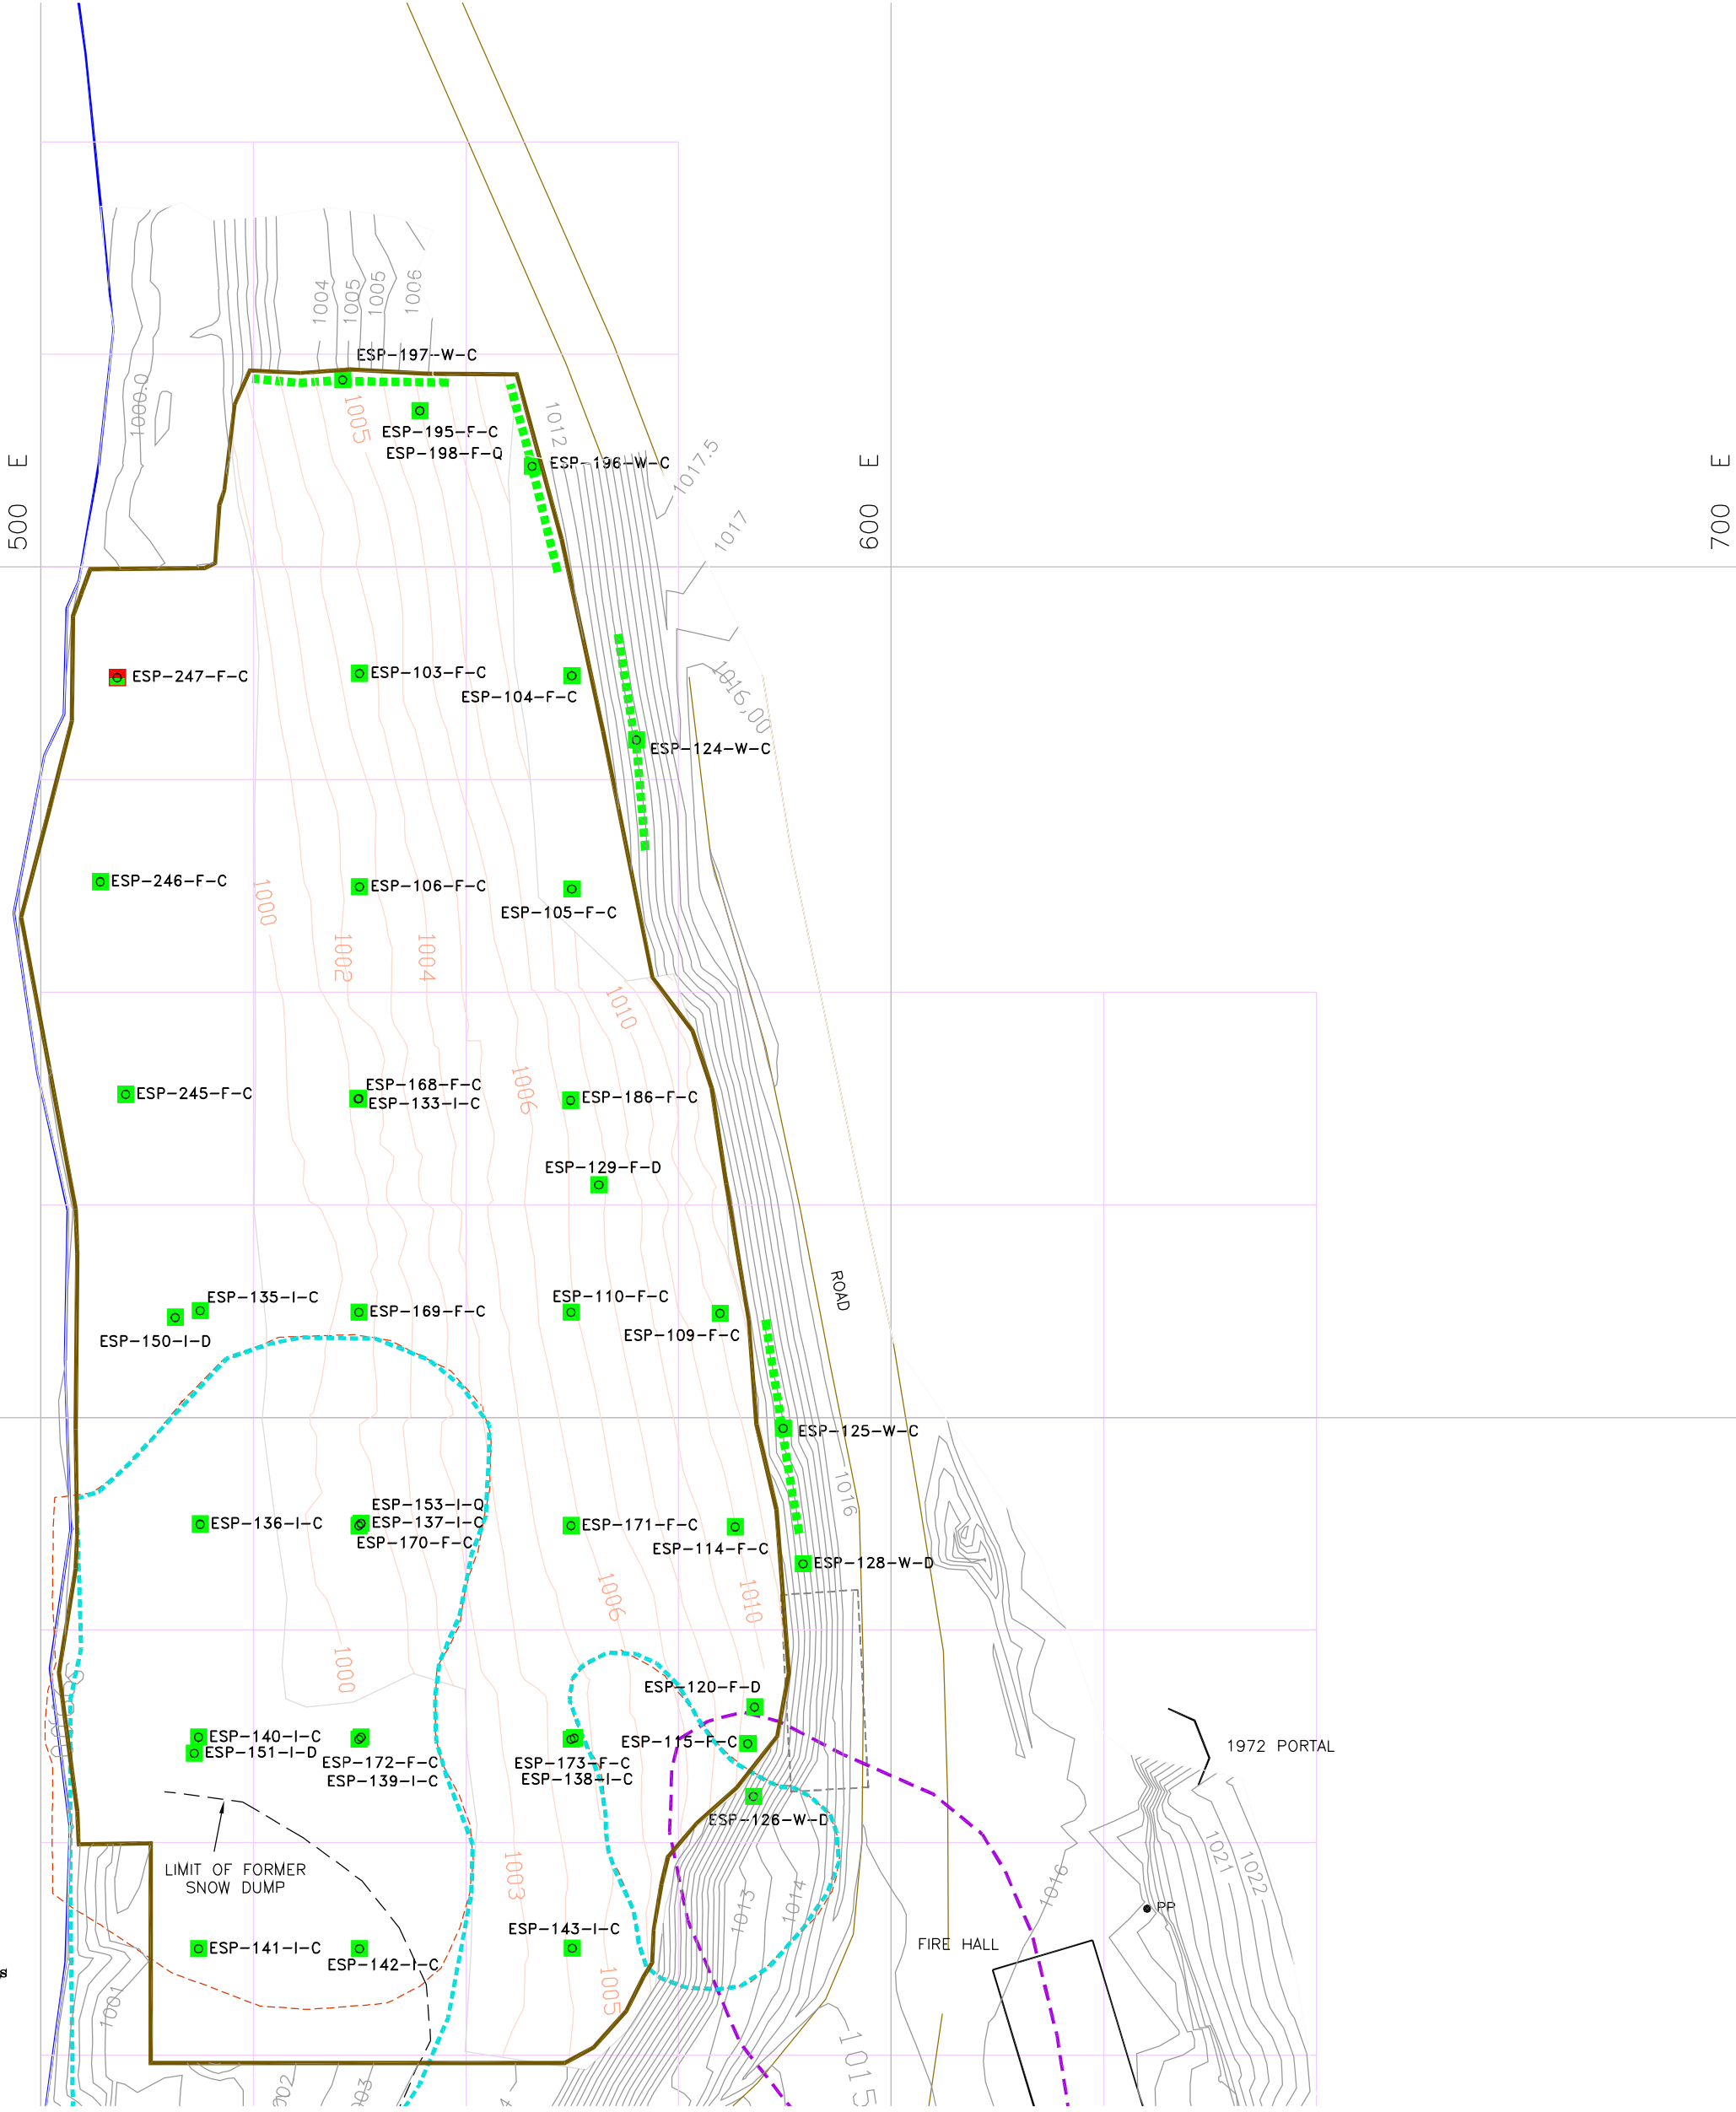 1004
1005
1005
1006
ESP-197-W-C
1000.0
1005
1012
ESP-195-F-C
ESP-198-F-Q
ESP-196-W-C
1017.5
500 E
600 E
700 E
1017
ESP-247-F-C
ESP-103-F-C
ESP-104-F-C
1016.00
ESP-124-W-C
ESP-246-F-C
ESP-106-F-C
ESP-105-F-C
1000
1002
1004
1010
ESP-245-F-C
ESP-168-F-C
ESP-133-I-C
1006
ESP-186-F-C
ESP-129-F-D
ROAD
ESP-135-I-C
ESP-150-I-D
ESP-169-F-C
ESP-110-F-C
ESP-109-F-C
ESP-125-W-C
1016
ESP-136-I-C
ESP-153-I-Q
ESP-137-I-C
ESP-170-F-C
ESP-171-F-C
ESP-114-F-C
ESP-128-W-D
1006
1010
1000
ESP-120-F-D
ESP-140-I-C
ESP-151-I-D
ESP-172-F-C
ESP-139-I-C
ESP-173-F-C
ESP-138-I-C
ESP-115-F-C
1972 PORTAL
ESP-126-W-D
LIMIT OF FORMER
SNOW DUMP
1003
1013
1014
1016
1021
1022
PP
ESP-141-I-C
ESP-142-I-C
ESP-143-I-C
FIRE HALL
s
1001
1005
1015